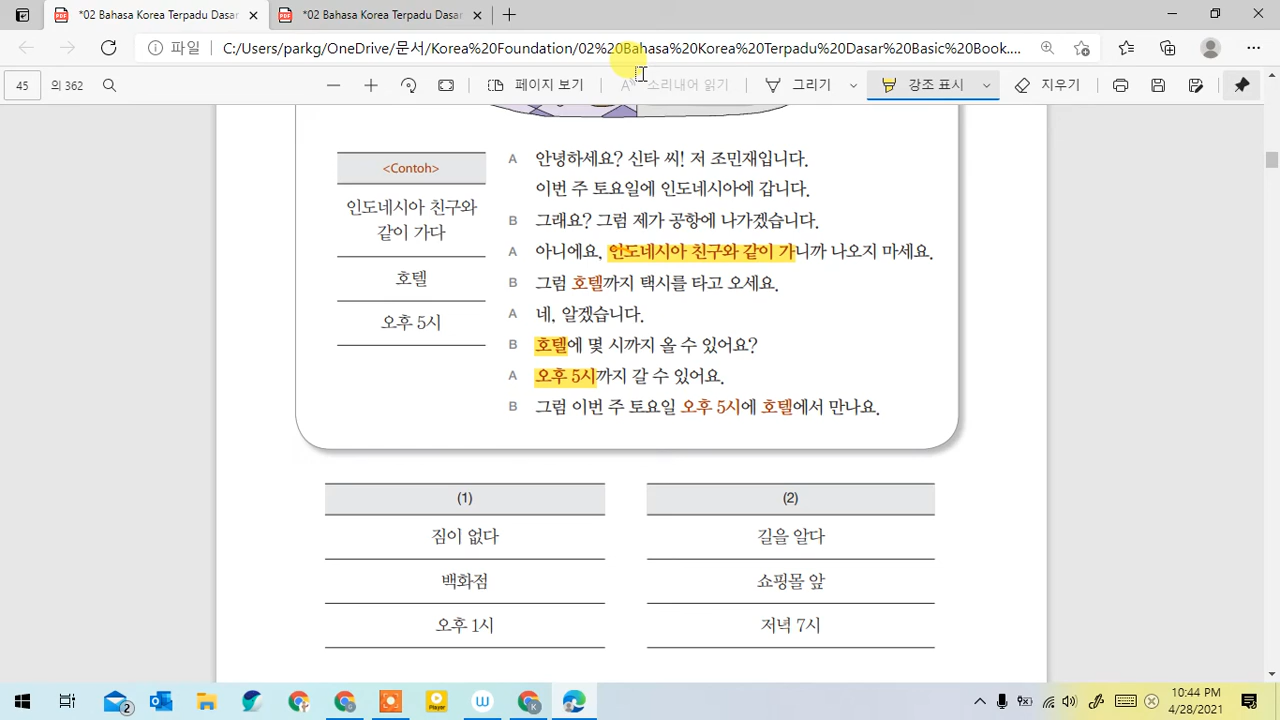 *02 Bahasa Korea Terpadu Dasar
*02 Bahasa Korea Terpadu Dasar
파일 C:/Users/parkg/OneDrive/문서/Korea%20Foundation/02%20Bahasa%20Korea%20Terpadu%20Dasar%20Basic%20Book....
45 의 362 페이지 보기 소리내어 읽기 그리기 강조 표시 지우기
<Contoh>
인도네시아 친구와
같이 가다
호텔
오후 5시
A 안녕하세요? 신타 씨! 저 조민재입니다.
이번 주 토요일에 인도네시아에 갑니다.
B 그래요? 그럼 제가 공항에 나가겠습니다.
A 아니에요, 인도네시아 친구와 같이 가니까 나오지 마세요.
B 그럼 호텔까지 택시를 타고 오세요.
A 네, 알겠습니다.
B 호텔에 몇 시까지 올 수 있어요?
A 오후 5시까지 갈 수 있어요.
B 그럼 이번 주 토요일 오후 5시에 호텔에서 만나요.
(1)
짐이 없다
백화점
오후 1시
(2)
길을 알다
쇼핑몰 앞
저녁 7시
2
Player
10:44 PM
4/28/2021